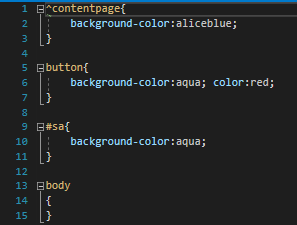 1 ^contentpage{
2 background-color:aliceblue;
3 }
4
5 button{
6 background-color:aqua; color:red;
7 }
8
9 #sa{
10 background-color:aqua;
11 }
12
13 body
14 {
15 }